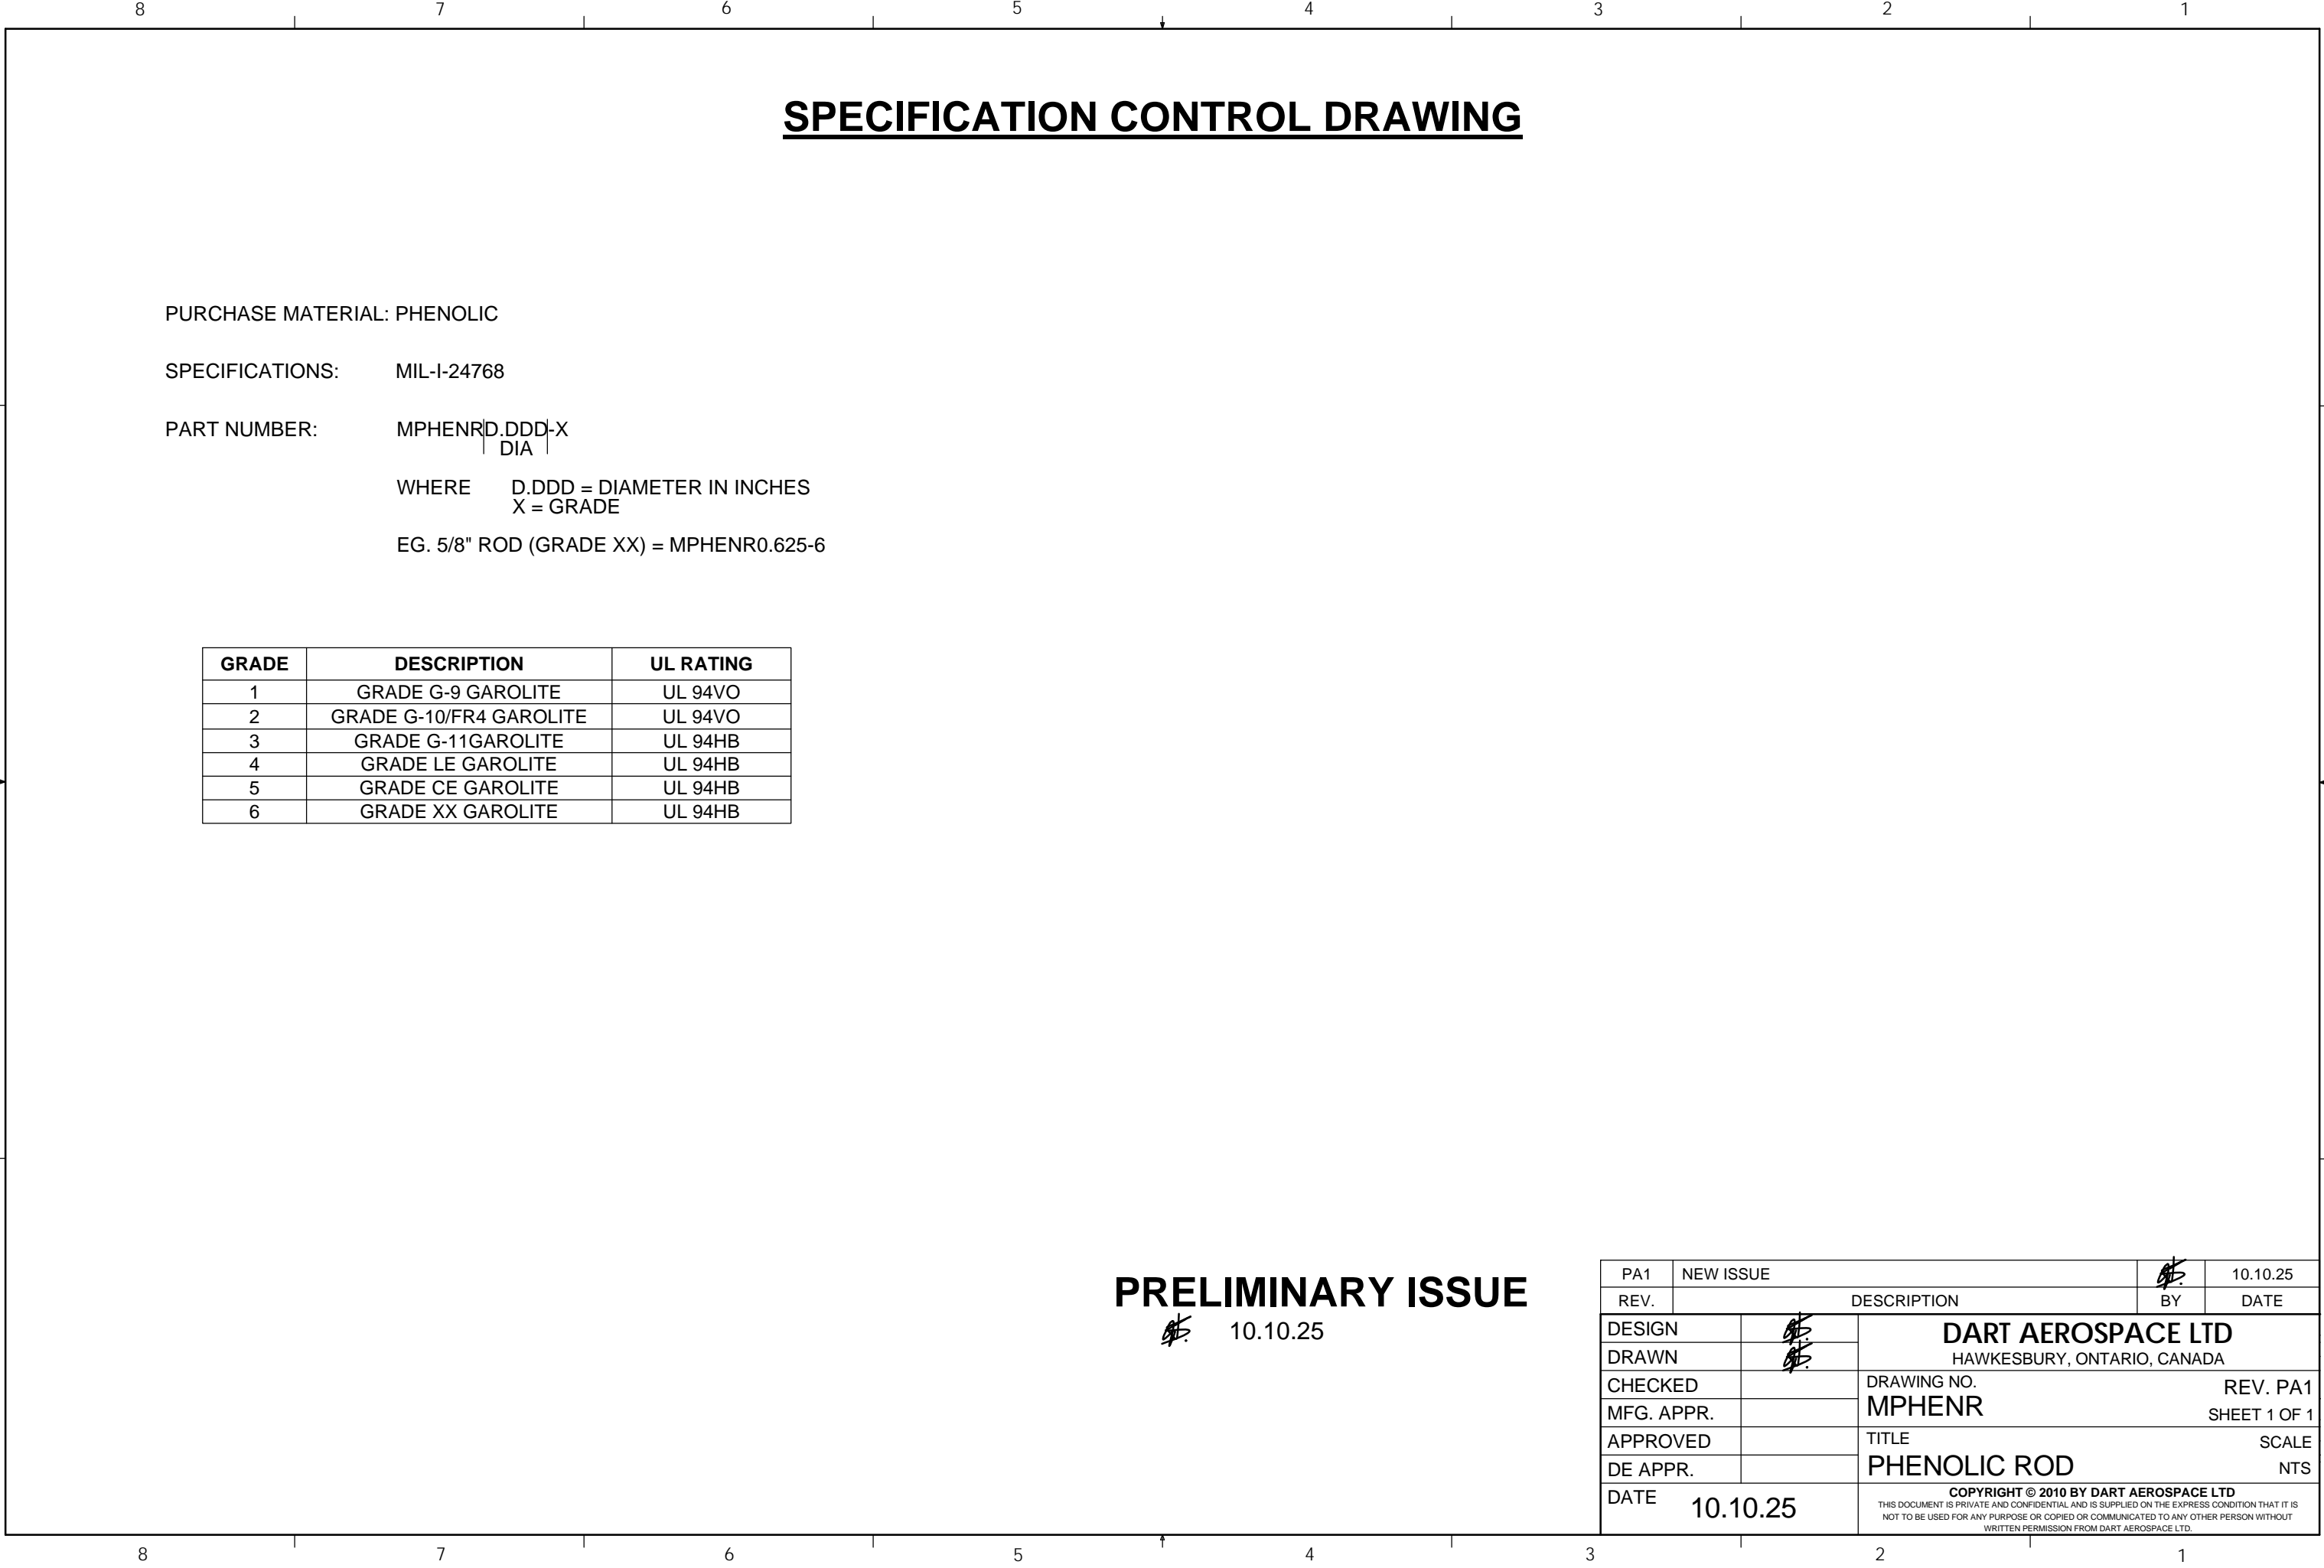 8 7 6 5 4 3 2 1
SPECIFICATION CONTROL DRAWING
PURCHASE MATERIAL: PHENOLIC
SPECIFICATIONS: MIL-I-24768
PART NUMBER: MPHENRD.DDD-X
DIA
WHERE D.DDD = DIAMETER IN INCHES
X = GRADE
EG. 5/8" ROD (GRADE XX) = MPHENR0.625-6
GRADE DESCRIPTION UL RATING
1 GRADE G-9 GAROLITE UL 94VO
2 GRADE G-10/FR4 GAROLITE UL 94VO
3 GRADE G-11GAROLITE UL 94HB
4 GRADE LE GAROLITE UL 94HB
5 GRADE CE GAROLITE UL 94HB
6 GRADE XX GAROLITE UL 94HB
PRELIMINARY ISSUE
10.10.25
PA1 NEW ISSUE 10.10.25
REV. DESCRIPTION BY DATE
DESIGN
DRAWN
CHECKED
MFG. APPR.
APPROVED
DE APPR.
DATE 10.10.25
DART AEROSPACE LTD
HAWKESBURY, ONTARIO, CANADA
DRAWING NO. REV. PA1
MPHENR SHEET 1 OF 1
TITLE SCALE
PHENOLIC ROD NTS
COPYRIGHT © 2010 BY DART AEROSPACE LTD
THIS DOCUMENT IS PRIVATE AND CONFIDENTIAL AND IS SUPPLIED ON THE EXPRESS CONDITION THAT IT IS
NOT TO BE USED FOR ANY PURPOSE OR COPIED OR COMMUNICATED TO ANY OTHER PERSON WITHOUT
WRITTEN PERMISSION FROM DART AEROSPACE LTD.
8 7 6 5 4 3 2 1